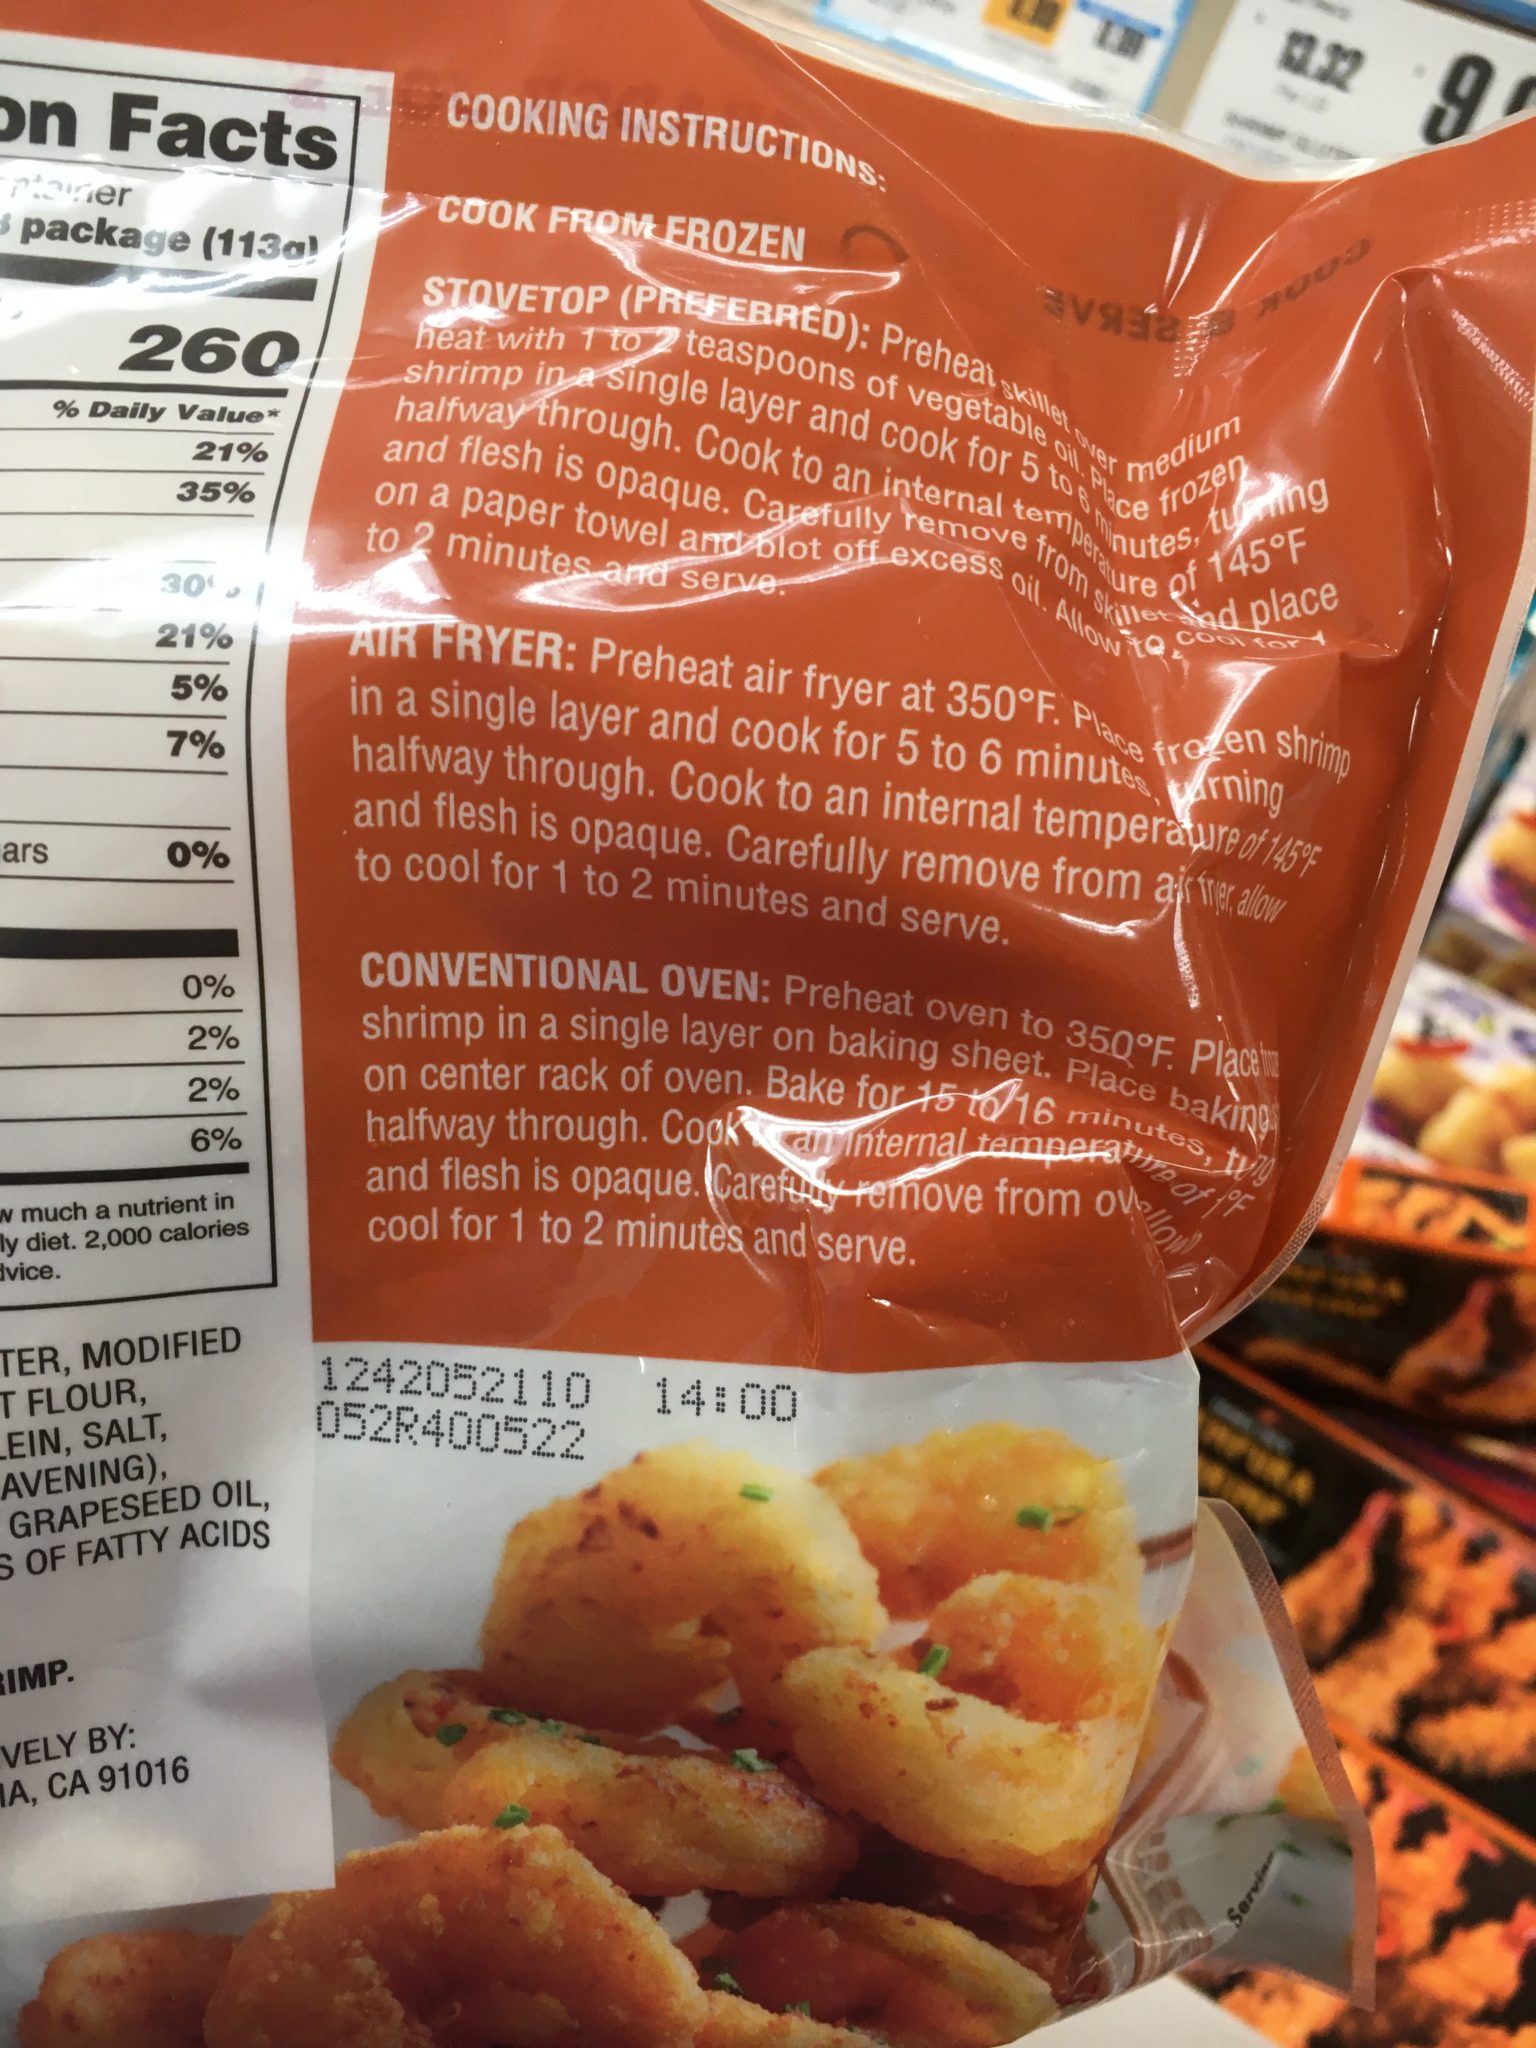 on Facts
package (113g)
260
% Daily Value*
21%
35%
21%
5%
7%
ars 0%
0%
2%
2%
6%
w much a nutrient in
ly diet. 2,000 calories
dvice.
TER, MODIFIED
T FLOUR,
LEIN, SALT,
AVENING),
GRAPESEED OIL,
S OF FATTY ACIDS
RIMP.
VELY BY:
IA, CA 91016
COOKING INSTRUCTIONS:
COOK FROM FROZEN
STOVETOP (PREFERRED): Preheat skillet over medium
heat with 1 to 2 teaspoons of vegetable oil. Place frozen
shrimp in a single layer and cook for 5 to 6 minutes, turning
halfway through. Cook to an internal temperature of 145°F
and flesh is opaque. Carefully remove from skillet and place
on a paper towel and blot off excess oil. Allow to cool for 1
to 2 minutes and serve.
AIR FRYER: Preheat air fryer at 350°F. Place frozen shrimp
in a single layer and cook for 5 to 6 minutes, turning
halfway through. Cook to an internal temperature of 145°F
and flesh is opaque. Carefully remove from air fryer, allow
to cool for 1 to 2 minutes and serve.
CONVENTIONAL OVEN: Preheat oven to 350°F. Place
shrimp in a single layer on baking sheet. Place baking
on center rack of oven. Bake for 15 to 16 minutes,
halfway through. Cook an internal temperature of
and flesh is opaque. Carefully remove from
cool for 1 to 2 minutes and serve.
1242052110 14:00
052R400522
COOK & SERVE
13.32